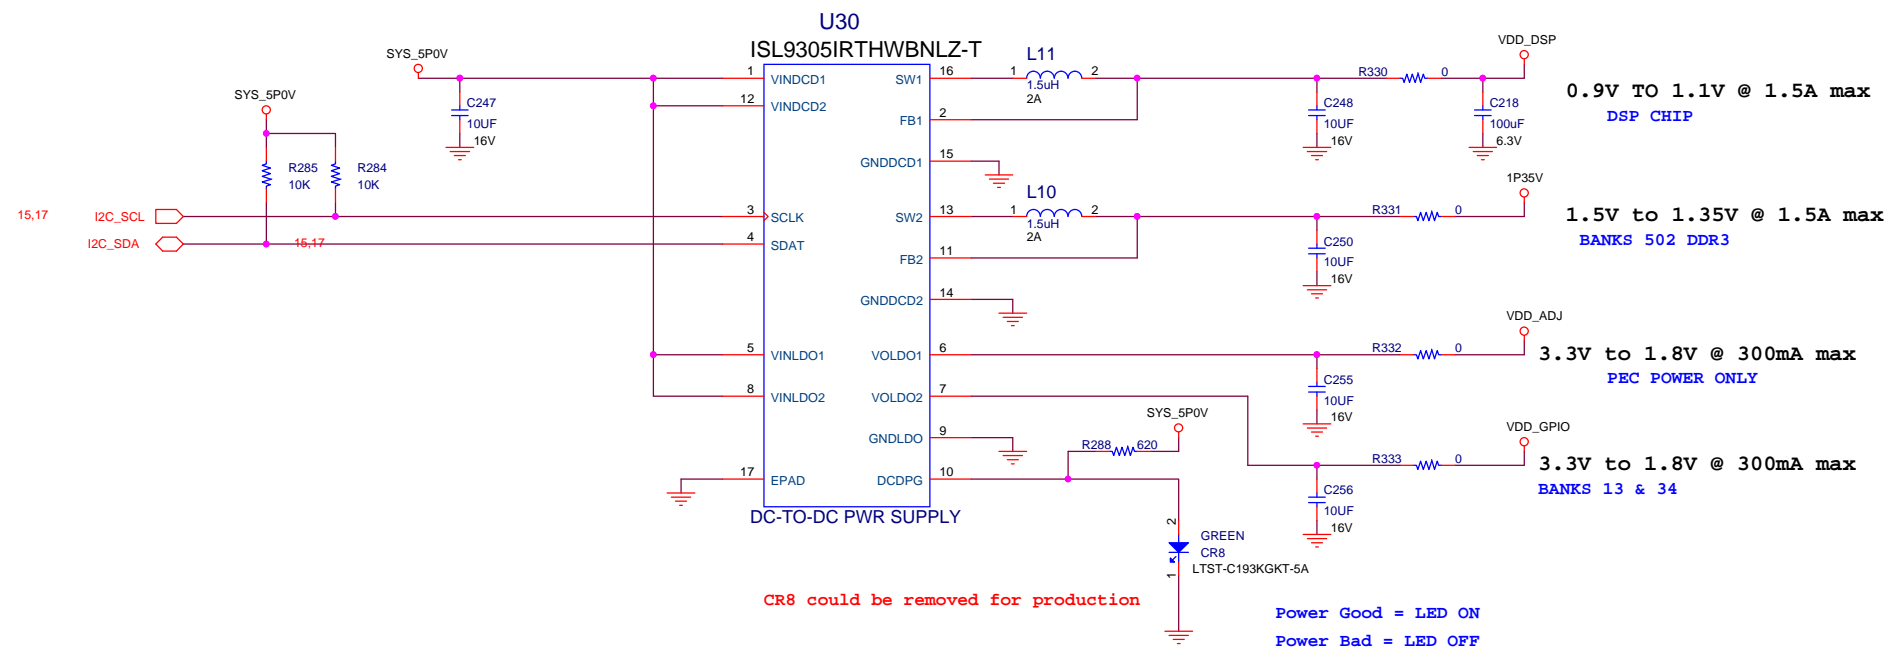 U30
ISL9305IRTHWBNLZ-T
SYS_5P0V
SYS_5P0V
C247
10UF
16V
R285
10K
R284
10K
15,17
I2C_SCL
I2C_SDA
15,17
1
VINDCD1
12
VINDCD2
3
SCLK
4
SDAT
5
VINLDO1
8
VINLDO2
17
EPAD
SW1
16
FB1
2
GNDDCD1
15
SW2
13
FB2
11
GNDDCD2
14
VOLDO1
6
VOLDO2
7
GNDLDO
9
DCDPG
10
DC-TO-DC PWR SUPPLY
L11
1
2
1.5uH
2A
C248
10UF
16V
R330
0
VDD_DSP
C218
100uF
6.3V
0.9V TO 1.1V @ 1.5A max
DSP CHIP
L10
1
2
1.5uH
2A
C250
10UF
16V
R331
0
1P35V
1.5V to 1.35V @ 1.5A max
BANKS 502 DDR3
R332
0
VDD_ADJ
C255
10UF
16V
3.3V to 1.8V @ 300mA max
PEC POWER ONLY
SYS_5P0V
R288
620
R333
0
VDD_GPIO
C256
10UF
16V
3.3V to 1.8V @ 300mA max
BANKS 13 & 34
2
GREEN
CR8
LTST-C193KGKT-5A
1
CR8 could be removed for production
Power Good = LED ON
Power Bad = LED OFF